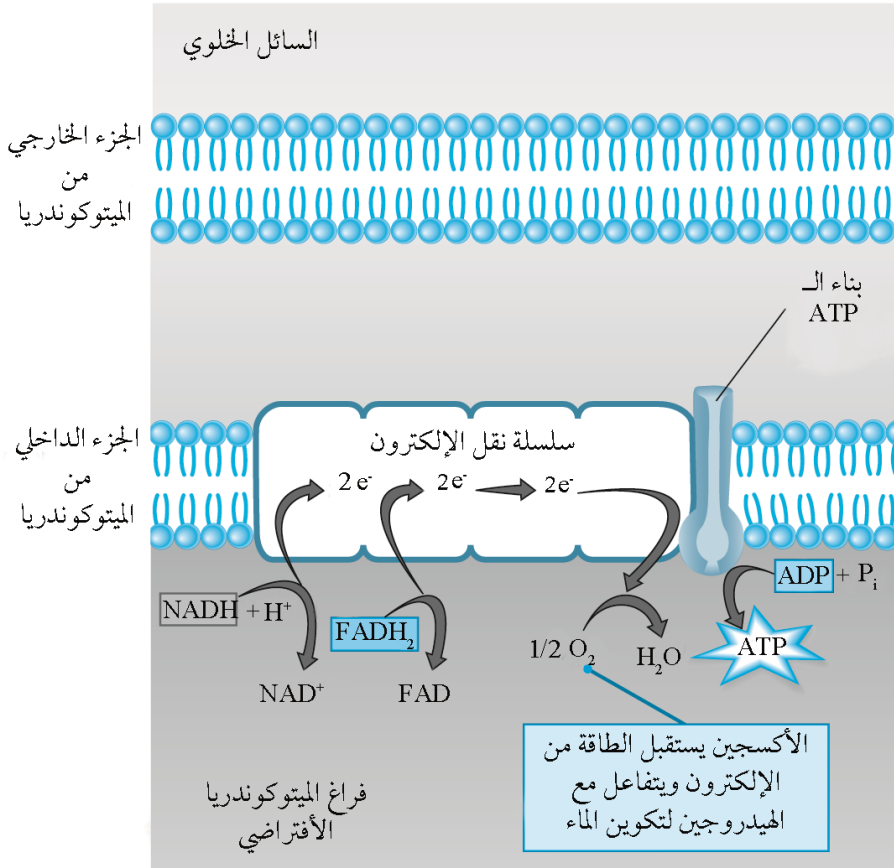 السائل الخلوي
الجزء الخارجي
من
الميتوكوندريا
بناء الـ
ATP
الجزء الداخلي
من
الميتوكوندريا
سلسلة نقل الإلكترون
2 e⁻
2e⁻
2e⁻
NADH + H⁺
NAD⁺
FADH₂
FAD
1/2 O₂
H₂O
ADP + Pᵢ
ATP
الأكسجين يستقبل الطاقة من
الإلكترون ويتفاعل مع
الهيدروجين لتكوين الماء
فراغ الميتوكوندريا
الأفتراضي